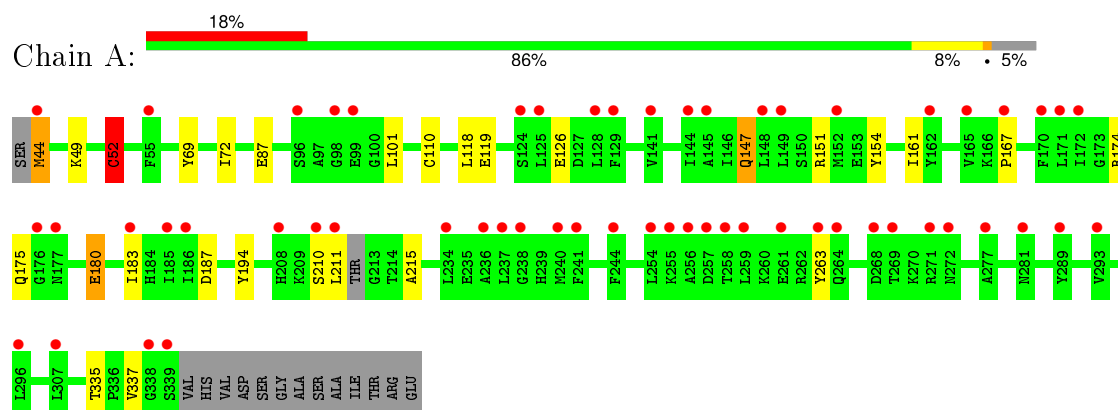 18%
Chain A:
86% 8% • 5%
SER M44 K49 C52 F55 Y69 I72 E87 S96 A97 G98 E99 G100 L101 C110 L118 E119 S124 L125 E126 D127 L128 F129 V141 I144 A145 I146 Q147 L148 L149 S150 R151 M152 E153 Y154 I161 Y162 V165 K166 P167 F170 L171 I172 G173 R174
Q175 G176 N177 E180 I183 H184 I185 I186 D187 Y194 H208 K209 S210 L211 THR G213 T214 A215 L234 E235 A236 L237 G238 H239 M240 F241 F244 L254 K255 A256 D257 T258 L259 K260 E261 R262 Y263 Q264 D268 T269 K270 R271 N272 A277 N281 Y289 V293
L296 L307 T335 P336 V337 G338 S339 VAL HIS VAL ASP SER GLY ALA SER ALA ILE THR ARG GLU